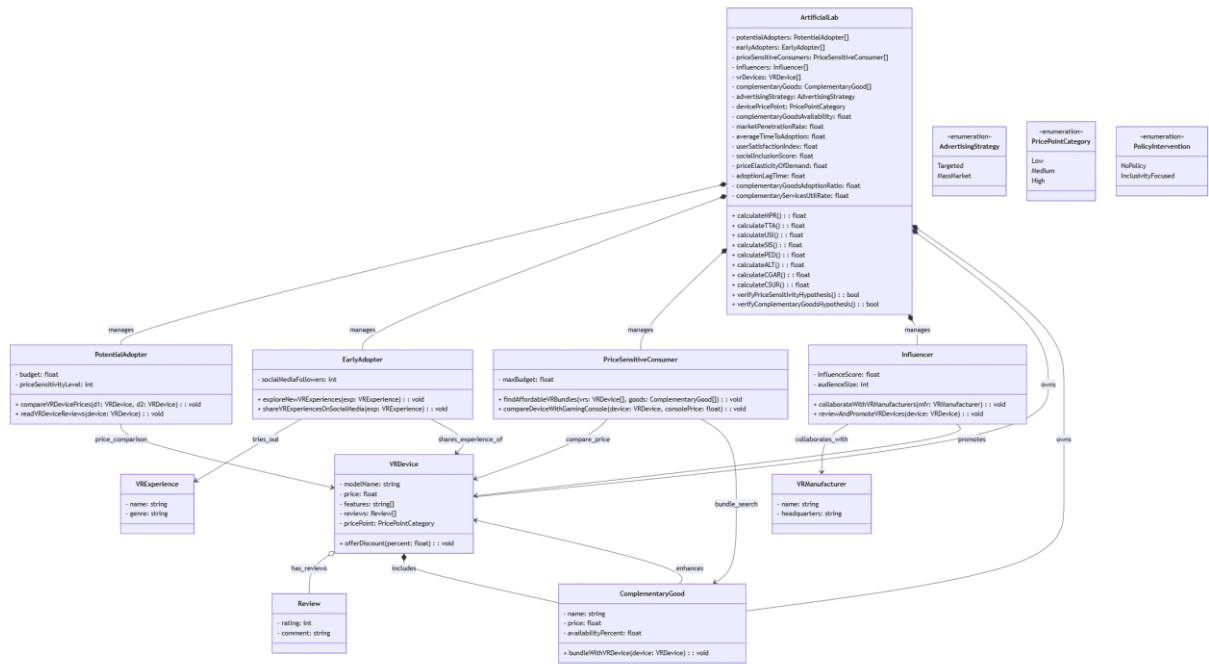 ArtificialLab
- potentialAdopters: PotentialAdopter[]
- earlyAdopters: EarlyAdopter[]
- priceSensitiveConsumers: PriceSensitiveConsumer[]
- influencers: Influencer[]
- vrDevices: VRDevice[]
- complementaryGoods: ComplementaryGood[]
- advertisingStrategy: AdvertisingStrategy
- devicePricePoint: PricePointCategory
- complementaryGoodsAvailability: float
- marketPenetrationRate: float
- averageTimeToAdoption: float
- userSatisfactionIndex: float
- socialInclusionScore: float
- priceElasticityOfDemand: float
- adoptionLagTime: float
- complementaryGoodsAdoptionRatio: float
- complementaryServicesUtilRate: float
+ calculateMPR() : : float
+ calculateTTA() : : float
+ calculateUSI() : : float
+ calculateSIS() : : float
+ calculatePED() : : float
+ calculateALT() : : float
+ calculateCGAR() : : float
+ calculateCSUR() : : float
+ verifyPriceSensitivityHypothesis() : : bool
+ verifyComplementaryGoodsHypothesis() : : bool
«enumeration»
AdvertisingStrategy
Targeted
MassMarket
«enumeration»
PricePointCategory
Low
Medium
High
«enumeration»
PolicyIntervention
NoPolicy
InclusivityFocused
manages
manages
manages
manages
PotentialAdopter
- budget: float
- priceSensitivityLevel: int
+ compareVRDevicePrices(d1: VRDevice, d2: VRDevice) : : void
+ readVRDeviceReviews(device: VRDevice) : : void
EarlyAdopter
- socialMediaFollowers: int
+ exploreNewVRExperiences(exp: VRExperience) : : void
+ shareVRExperiencesOnSocialMedia(exp: VRExperience) : : void
PriceSensitiveConsumer
- maxBudget: float
+ findAffordableVRBundles(vrs: VRDevice[], goods: ComplementaryGood[]) : : void
+ compareDeviceWithGamingConsole(device: VRDevice, consolePrice: float) : : void
Influencer
- influenceScore: float
- audienceSize: int
+ collaborateWithVRManufacturers(mfr: VRManufacturer) : : void
+ reviewAndPromoteVRDevices(device: VRDevice) : : void
owns
owns
price_comparison
tries_out
shares_experience_of
compare_price
collaborates_with
promotes
VRExperience
- name: string
- genre: string
VRDevice
- modelName: string
- price: float
- features: string[]
- reviews: Review[]
- pricePoint: PricePointCategory
+ offerDiscount(percent: float) : : void
bundle_search
VRManufacturer
- name: string
- headquarters: string
has_reviews
includes
enhances
Review
- rating: int
- comment: string
ComplementaryGood
- name: string
- price: float
- availabilityPercent: float
+ bundleWithVRDevice(device: VRDevice) : : void